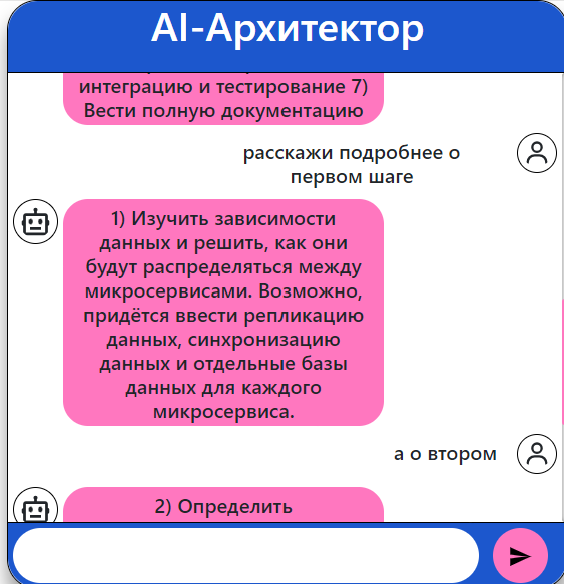 AI-Архитектор
интеграцию и тестирование 7)
Вести полную документацию
расскажи подробнее о
первом шаге
1) Изучить зависимости
данных и решить, как они
будут распределяться между
микросервисами. Возможно,
придётся ввести репликацию
данных, синхронизацию
данных и отдельные базы
данных для каждого
микросервиса.
а о втором
2) Определить